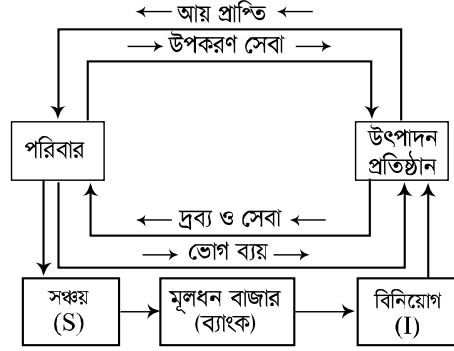 আয় প্রাপ্তি
উপকরণ সেবা
পরিবার
উৎপাদন
প্রতিষ্ঠান
দ্রব্য ও সেবা
ভোগ ব্যয়
সঞ্চয়
(S)
মূলধন বাজার
(ব্যাংক)
বিনিয়োগ
(I)